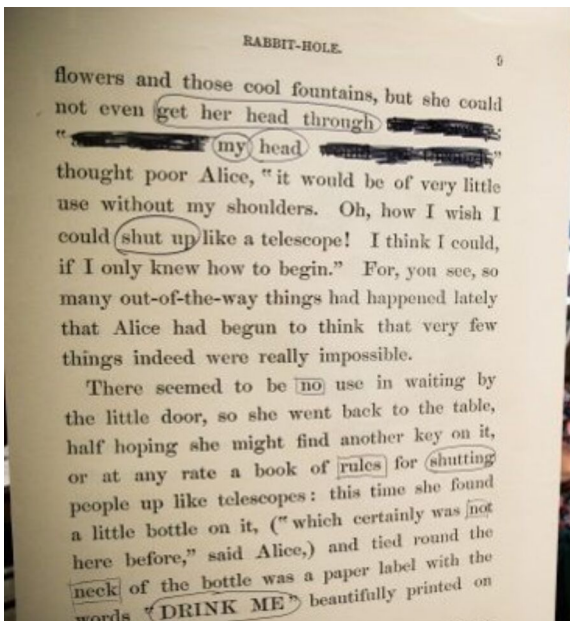 RABBIT-HOLE.
9
flowers and those cool fountains, but she could
not even get her head through
“ my head ”
thought poor Alice, “it would be of very little
use without my shoulders. Oh, how I wish I
could shut up like a telescope! I think I could,
if I only knew how to begin.” For, you see, so
many out-of-the-way things had happened lately
that Alice had begun to think that very few
things indeed were really impossible.
There seemed to be no use in waiting by
the little door, so she went back to the table,
half hoping she might find another key on it,
or at any rate a book of rules for shutting
people up like telescopes: this time she found
a little bottle on it, (“which certainly was not
here before,” said Alice,) and tied round the
neck of the bottle was a paper label with the
words “DRINK ME” beautifully printed on